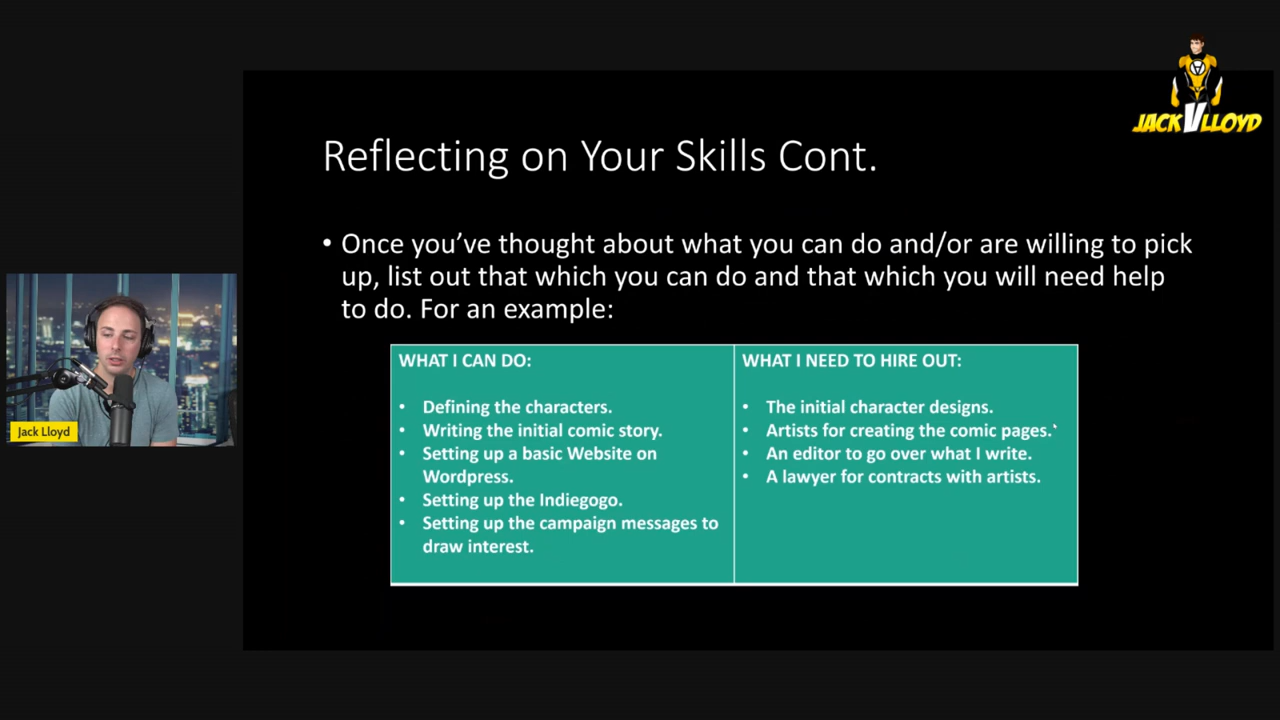 JACK V LLOYD
Reflecting on Your Skills Cont.
• Once you’ve thought about what you can do and/or are willing to pick
up, list out that which you can do and that which you will need help
to do. For an example:
WHAT I CAN DO:
• Defining the characters.
• Writing the initial comic story.
• Setting up a basic Website on
Wordpress.
• Setting up the Indiegogo.
• Setting up the campaign messages to
draw interest.
WHAT I NEED TO HIRE OUT:
• The initial character designs.
• Artists for creating the comic pages.
• An editor to go over what I write.
• A lawyer for contracts with artists.
Jack Lloyd